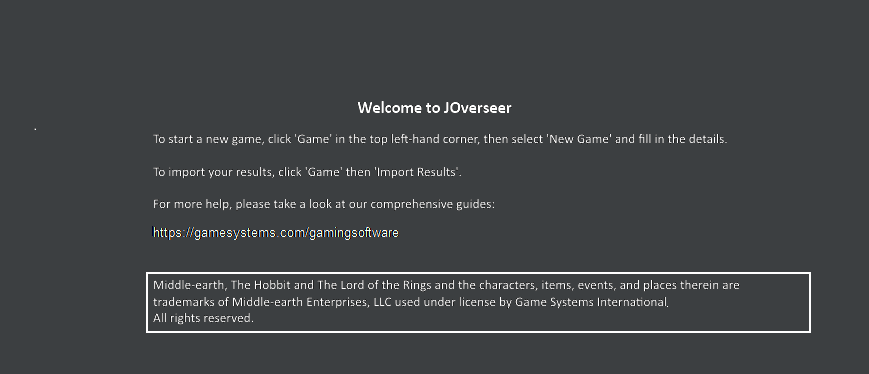 Welcome to JOverseer
To start a new game, click 'Game' in the top left-hand corner, then select 'New Game' and fill in the details.
To import your results, click 'Game' then 'Import Results'.
For more help, please take a look at our comprehensive guides:
https://gamesystems.com/gamingsoftware
Middle-earth, The Hobbit and The Lord of the Rings and the characters, items, events, and places therein are
trademarks of Middle-earth Enterprises, LLC used under license by Game Systems International.
All rights reserved.